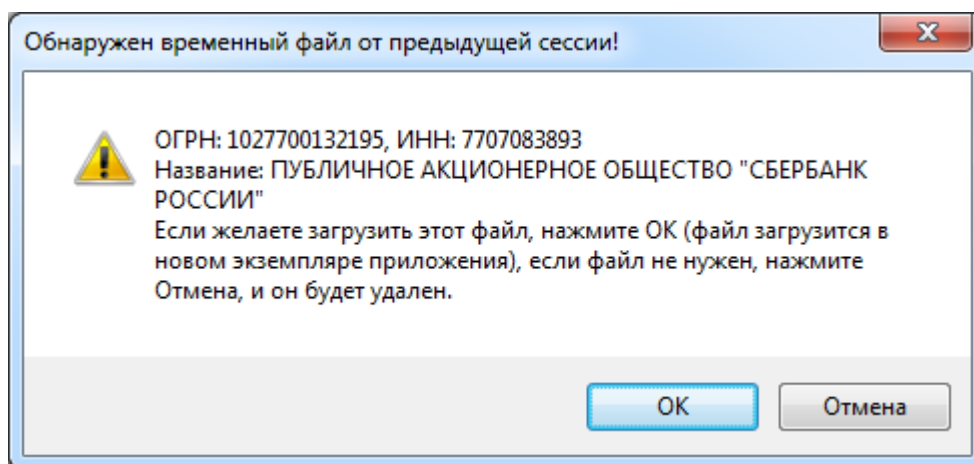 Обнаружен временный файл от предыдущей сессии!
ОГРН: 1027700132195, ИНН: 7707083893
Название: ПУБЛИЧНОЕ АКЦИОНЕРНОЕ ОБЩЕСТВО "СБЕРБАНК
РОССИИ"
Если желаете загрузить этот файл, нажмите ОК (файл загрузится в
новом экземпляре приложения), если файл не нужен, нажмите
Отмена, и он будет удален.
ОК
Отмена